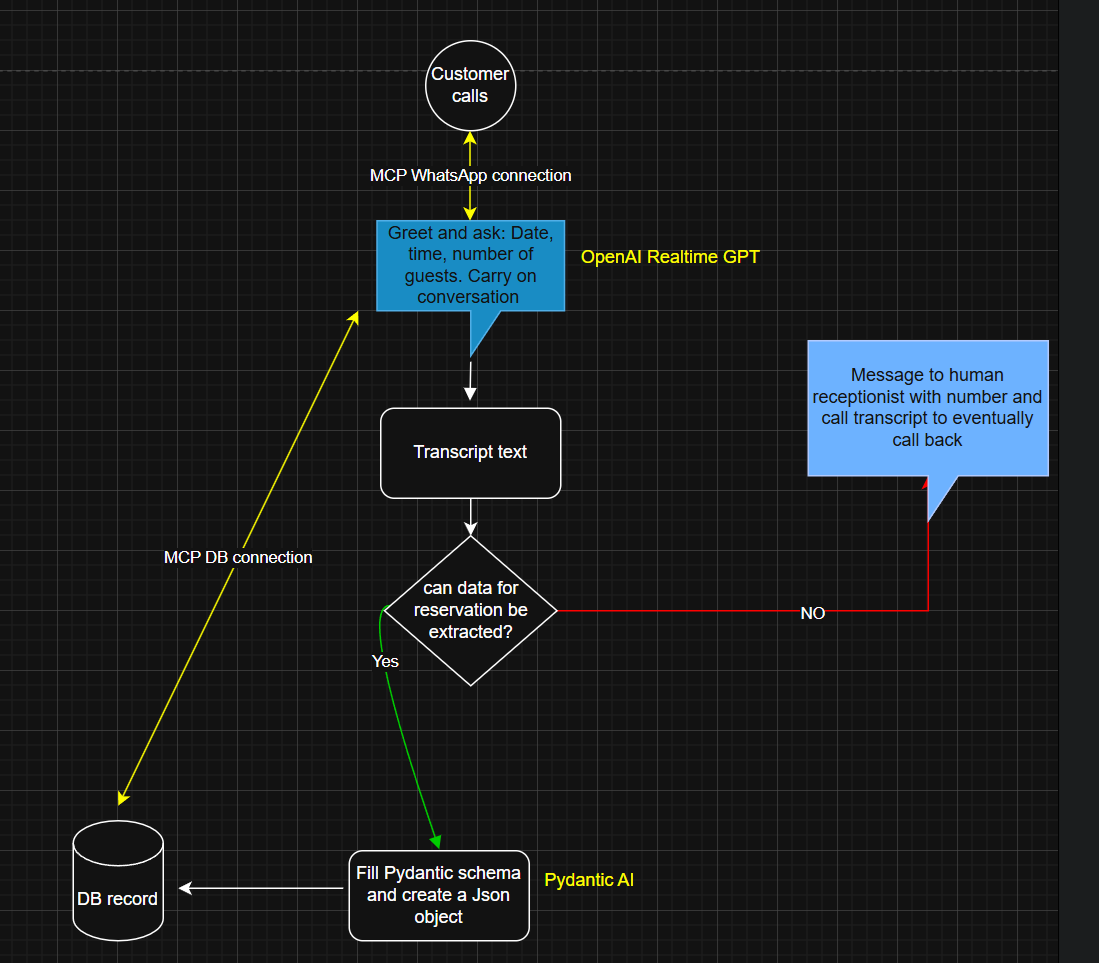 Customer
calls
MCP WhatsApp connection
Greet and ask: Date,
time, number of
guests. Carry on
conversation
OpenAI Realtime GPT
Message to human
receptionist with number and
call transcript to eventually
call back
Transcript text
MCP DB connection
can data for
reservation be
extracted?
NO
Yes
Fill Pydantic schema
and create a Json
object
Pydantic AI
DB record